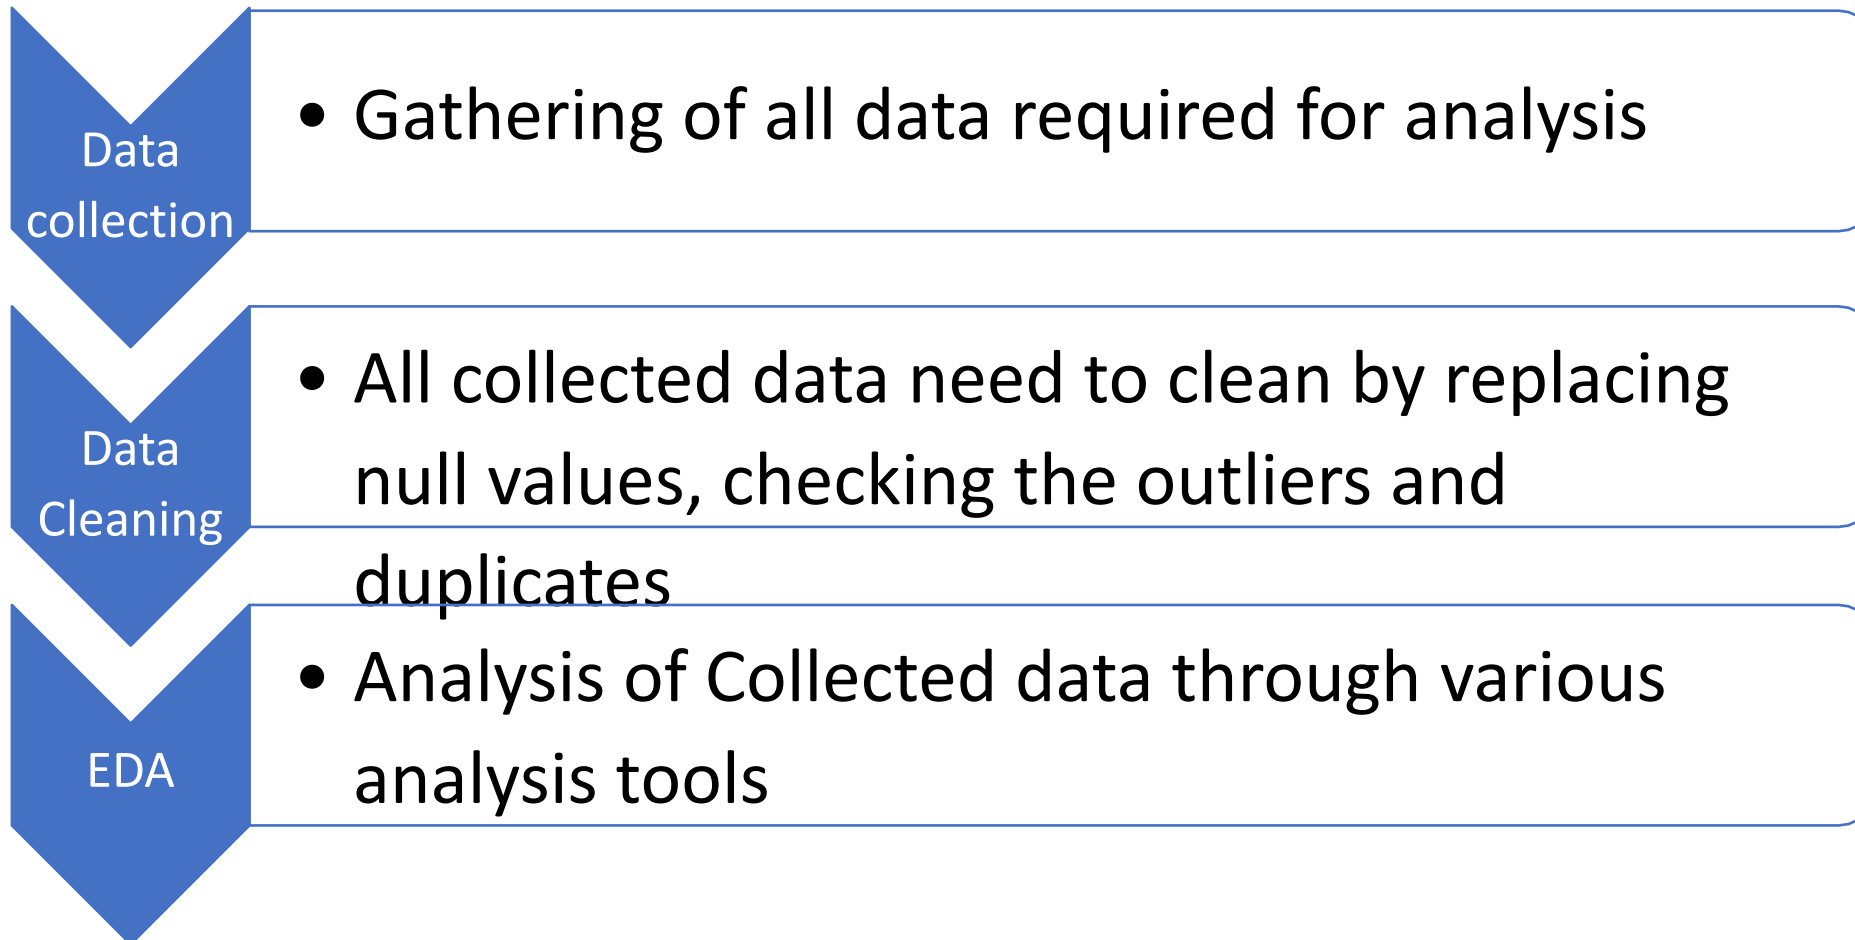 Data
collection
• Gathering of all data required for analysis
Data
Cleaning
• All collected data need to clean by replacing
null values, checking the outliers and
duplicates
EDA
• Analysis of Collected data through various
analysis tools